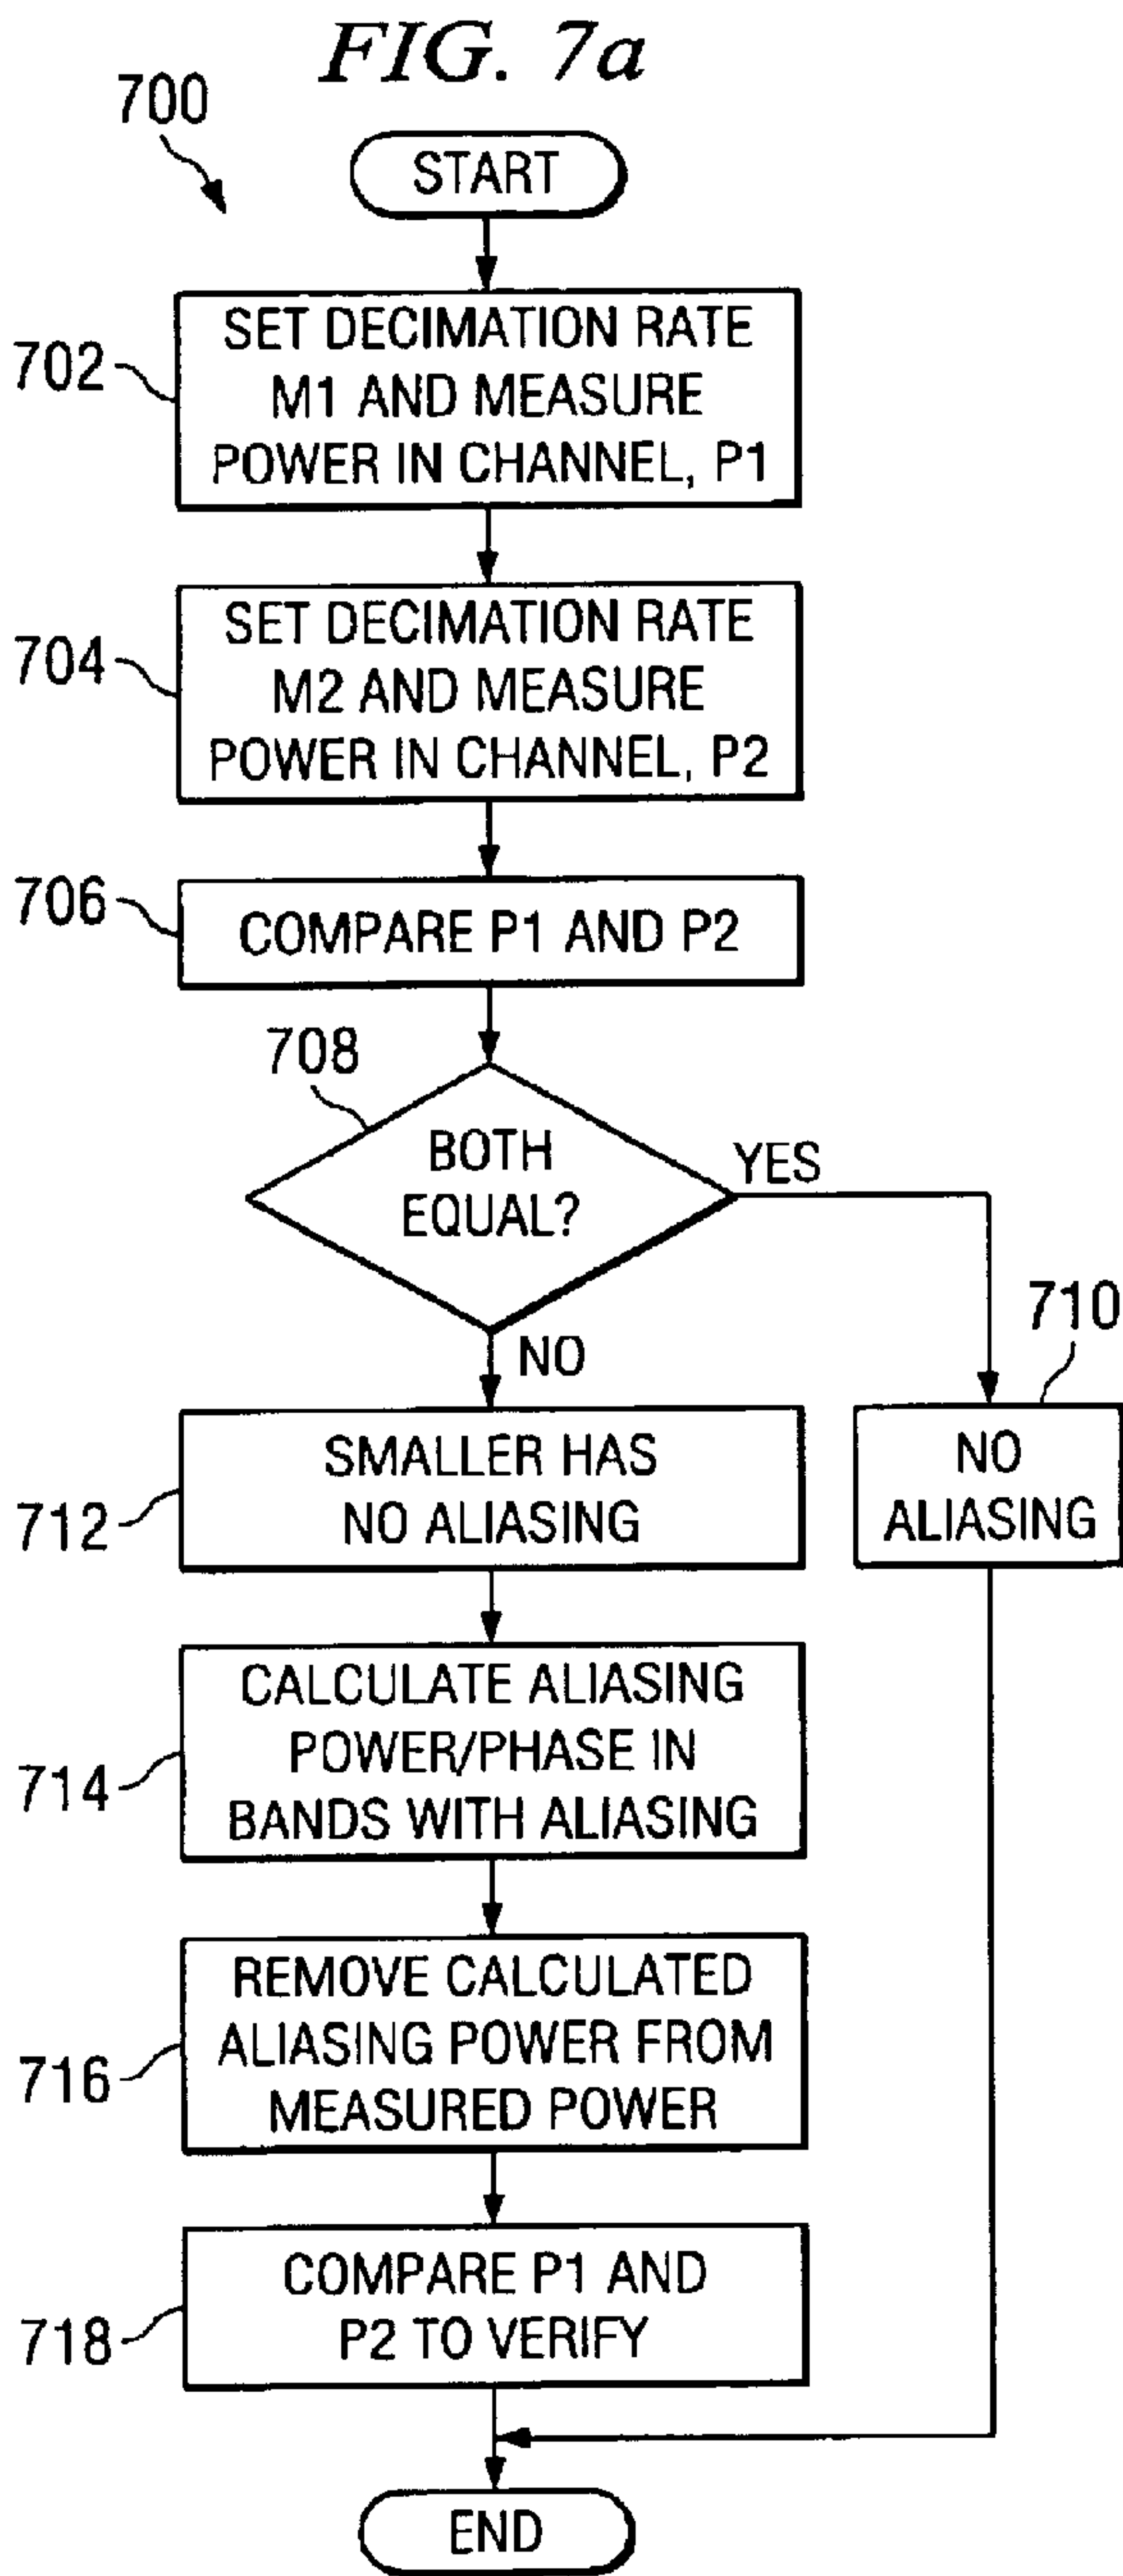 FIG. 7a
700
START
702
SET DECIMATION RATE
M1 AND MEASURE
POWER IN CHANNEL, P1
704
SET DECIMATION RATE
M2 AND MEASURE
POWER IN CHANNEL, P2
706
COMPARE P1 AND P2
708
BOTH
EQUAL?
YES
NO
710
NO
ALIASING
712
SMALLER HAS
NO ALIASING
714
CALCULATE ALIASING
POWER/PHASE IN
BANDS WITH ALIASING
716
REMOVE CALCULATED
ALIASING POWER FROM
MEASURED POWER
718
COMPARE P1 AND
P2 TO VERIFY
END